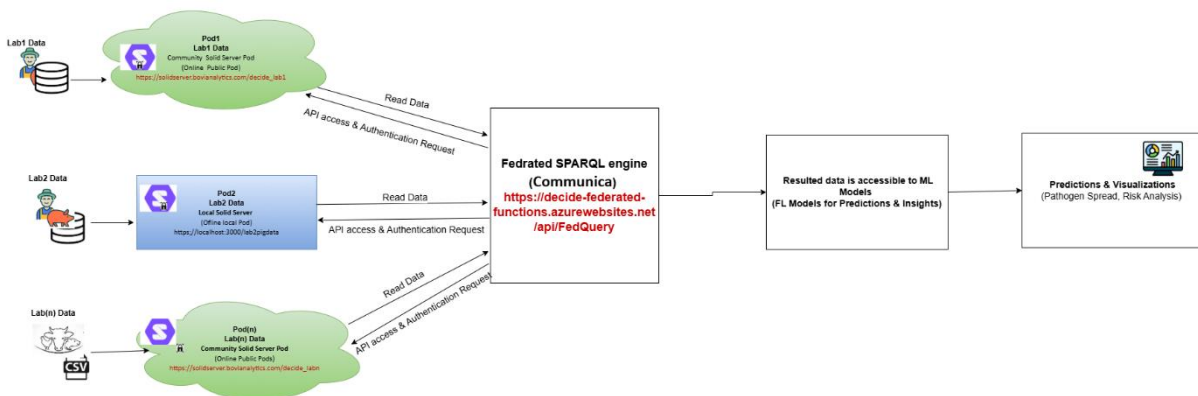 Lab1 Data
Pod1
Lab1 Data
Community Solid Server Pod
(Online Public Pod)
https://solidserver.bovianalytics.com/decide_lab1
Read Data
API access & Authentication Request
Lab2 Data
Pod2
Lab2 Data
Local Solid Server
(Ofline local Pod)
https://localhost:3000/lab2pigdata
Read Data
API access & Authentication Request
Lab(n) Data
CSV
Pod(n)
Lab(n) Data
Community Solid Server Pod
(Online Public Pods)
https://solidserver.bovianalytics.com/decide_labn
Read Data
API access & Authentication Request
Fedrated SPARQL engine
(Communica)
https://decide-federated-
functions.azurewebsites.net
/api/FedQuery
Resulted data is accessible to ML
Models
(FL Models for Predictions & Insights)
Predictions & Visualizations
(Pathogen Spread, Risk Analysis)